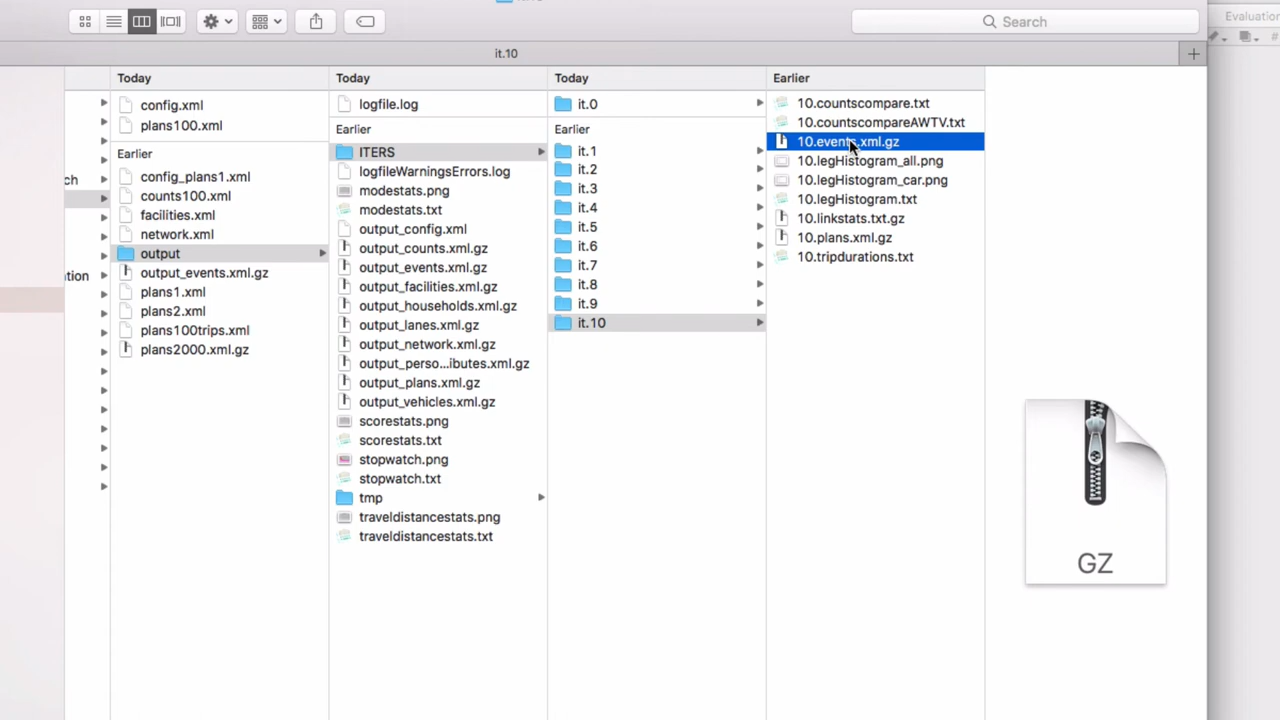 Search
Evaluation
it.10
Today
config.xml
plans100.xml
Earlier
config_plans1.xml
counts100.xml
facilities.xml
network.xml
output
output_events.xml.gz
plans1.xml
plans2.xml
plans100trips.xml
plans2000.xml.gz
ch
tion
Today
logfile.log
Earlier
ITERS
logfileWarningsErrors.log
modestats.png
modestats.txt
output_config.xml
output_counts.xml.gz
output_events.xml.gz
output_facilities.xml.gz
output_households.xml.gz
output_lanes.xml.gz
output_network.xml.gz
output_perso...ibutes.xml.gz
output_plans.xml.gz
output_vehicles.xml.gz
scorestats.png
scorestats.txt
stopwatch.png
stopwatch.txt
tmp
traveldistancestats.png
traveldistancestats.txt
Today
it.0
Earlier
it.1
it.2
it.3
it.4
it.5
it.6
it.7
it.8
it.9
it.10
Earlier
10.countscompare.txt
10.countscompareAWTV.txt
10.events.xml.gz
10.legHistogram_all.png
10.legHistogram_car.png
10.legHistogram.txt
10.linkstats.txt.gz
10.plans.xml.gz
10.tripdurations.txt
GZ